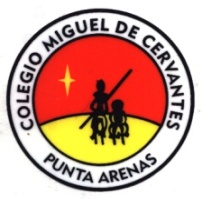 COLEGIO MIGUEL DE CERVANTES
PUNTA ARENAS